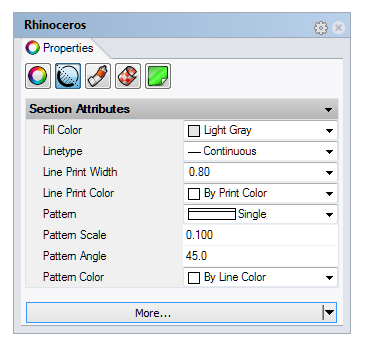 Rhinoceros
Properties
Section Attributes
Fill Color Light Gray
Linetype Continuous
Line Print Width 0.80
Line Print Color By Print Color
Pattern Single
Pattern Scale 0.100
Pattern Angle 45.0
Pattern Color By Line Color
More...